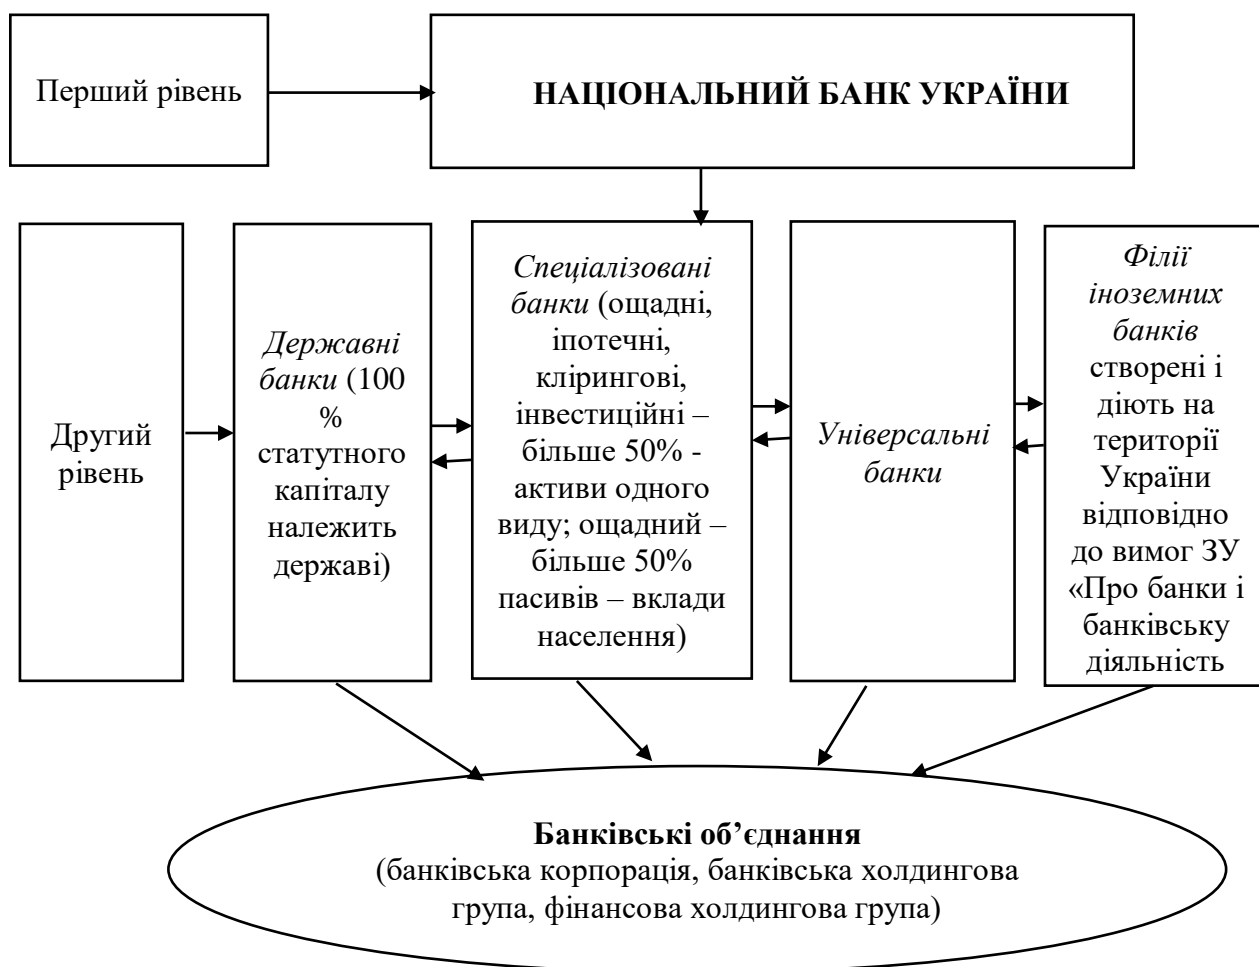 Перший рівень
НАЦІОНАЛЬНИЙ БАНК УКРАЇНИ
Другий
рівень
Державні
банки (100
%
статутного
капіталу
належить
державі)
Спеціалізовані
банки (ощадні,
іпотечні,
клірингові,
інвестиційні –
більше 50% -
активи одного
виду; ощадний –
більше 50%
пасивів – вклади
населення)
Універсальні
банки
Філії
іноземних
банків
створені і
діють на
території
України
відповідно
до вимог ЗУ
«Про банки і
банківську
діяльність
Банківські об’єднання
(банківська корпорація, банківська холдингова
група, фінансова холдингова група)